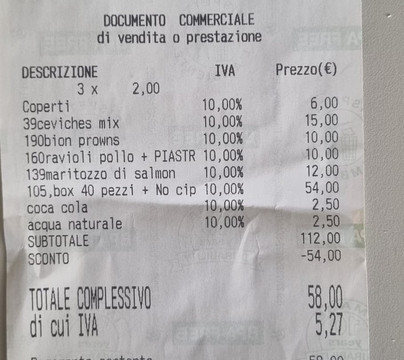 DOCUMENTO COMMERCIALE
di vendita o prestazione
DESCRIZIONE IVA Prezzo(€)
3 x 2,00
Coperti 10,00% 6,00
39ceviches mix 10,00% 15,00
190bion prowns 10,00% 10,00
160ravioli pollo + PIASTR 10,00% 10,00
139maritozzo di salmon 10,00% 12,00
105,box 40 pezzi + No cip 10,00% 54,00
coca cola 10,00% 2,50
acqua naturale 10,00% 2,50
SUBTOTALE 112,00
SCONTO -54,00
TOTALE COMPLESSIVO 58,00
di cui IVA 5,27